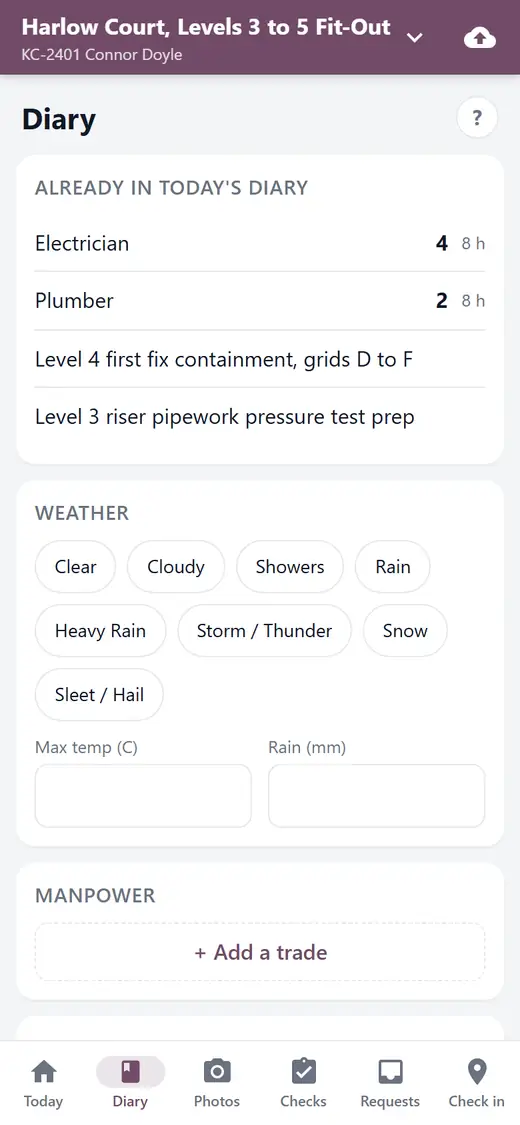 Harlow Court, Levels 3 to 5 Fit-Out
KC-2401 Connor Doyle
Diary
?
ALREADY IN TODAY'S DIARY
Electrician 4 8 h
Plumber 2 8 h
Level 4 first fix containment, grids D to F
Level 3 riser pipework pressure test prep
WEATHER
Clear Cloudy Showers Rain
Heavy Rain Storm / Thunder Snow
Sleet / Hail
Max temp (C) Rain (mm)
MANPOWER
+ Add a trade
Today Diary Photos Checks Requests Check in